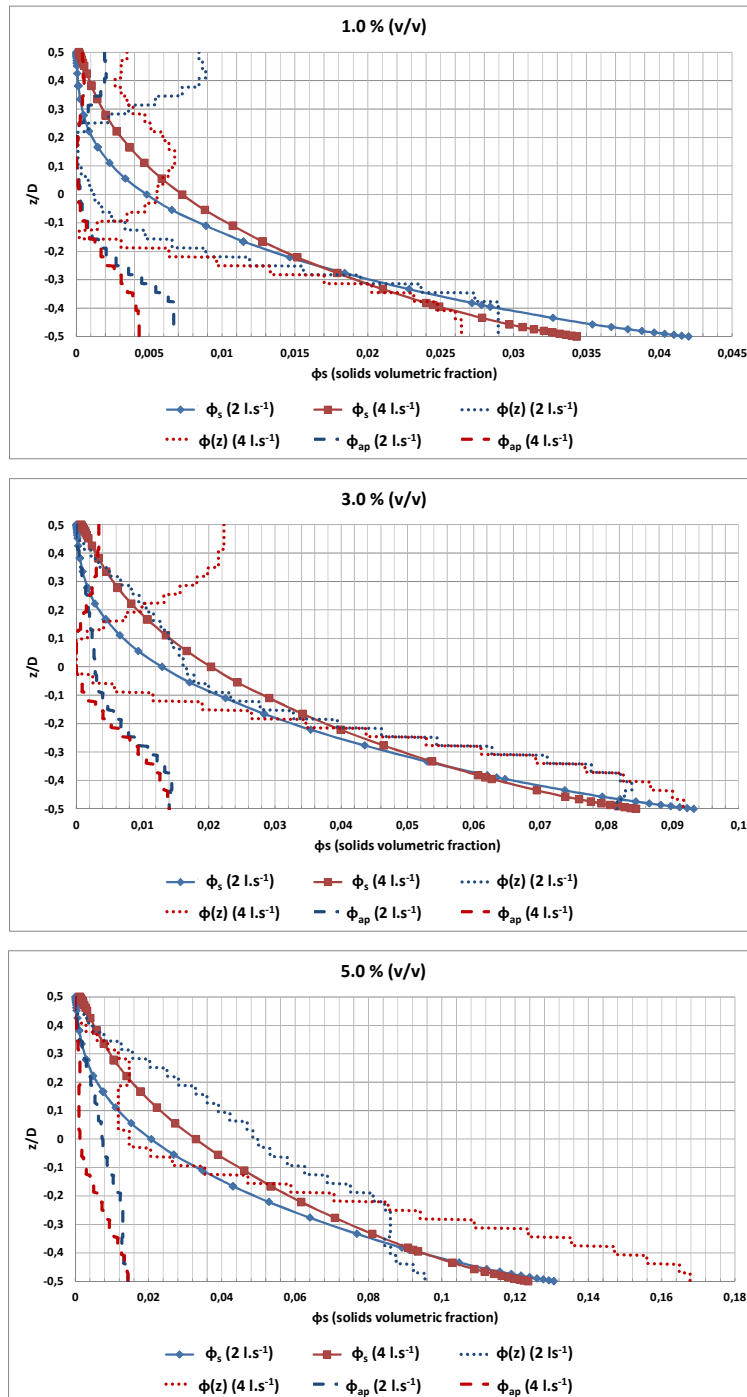 1.0 % (v/v)
0,5
0,4
0,3
0,2
0,1
0
-0,1
-0,2
-0,3
-0,4
-0,5
z/D
0 0,005 0,01 0,015 0,02 0,025 0,03 0,035 0,04 0,045
ϕs (solids volumetric fraction)
ϕs (2 l.s-1) ϕs (4 l.s-1) ϕ(z) (2 l.s-1)
ϕ(z) (4 l.s-1) ϕap (2 l.s-1) ϕap (4 l.s-1)
3.0 % (v/v)
0,5
0,4
0,3
0,2
0,1
0
-0,1
-0,2
-0,3
-0,4
-0,5
z/D
0 0,01 0,02 0,03 0,04 0,05 0,06 0,07 0,08 0,09 0,1
ϕs (solids volumetric fraction)
ϕs (2 l.s-1) ϕs (4 l.s-1) ϕ(z) (2 l.s-1)
ϕ(z) (4 l.s-1) ϕap (2 l.s-1) ϕap (4 l.s-1)
5.0 % (v/v)
0,5
0,4
0,3
0,2
0,1
0
-0,1
-0,2
-0,3
-0,4
-0,5
z/D
0 0,02 0,04 0,06 0,08 0,1 0,12 0,14 0,16 0,18
ϕs (solids volumetric fraction)
ϕs (2 l.s-1) ϕs (4 l.s-1) ϕ(z) (2 ls-1)
ϕ(z) (4 l.s-1) ϕap (2 l.s-1) ϕap (4 l.s-1)